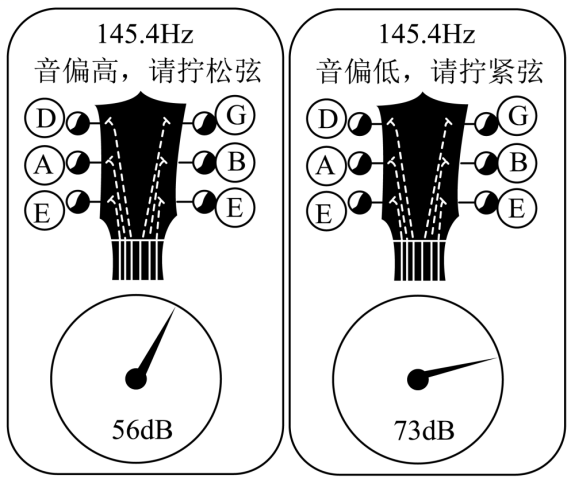 145.4Hz
音偏高，请拧松弦
D G
A B
E E
56dB
145.4Hz
音偏低，请拧紧弦
D G
A B
E E
73dB